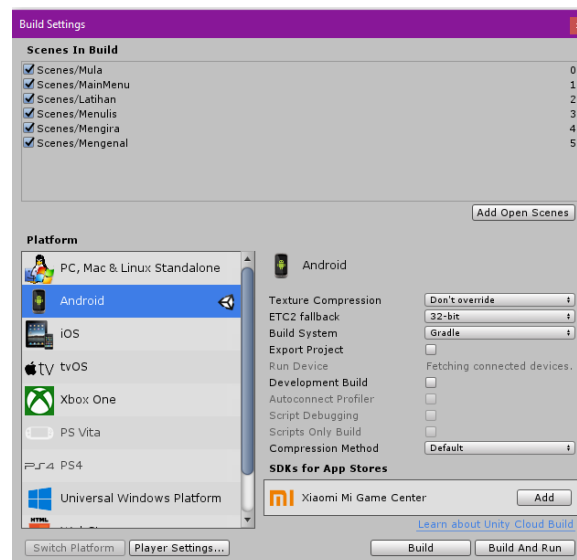 Build Settings
Scenes In Build
Scenes/Mula 0
Scenes/MainMenu 1
Scenes/Latihan 2
Scenes/Menulis 3
Scenes/Mengira 4
Scenes/Mengenal 5
Add Open Scenes
Platform
PC, Mac & Linux Standalone
Android
iOS
tv tvOS
Xbox One
PS Vita
PS4 PS4
Universal Windows Platform
HTML
Switch Platform
Player Settings...
Android
Texture Compression Don't override
ETC2 fallback 32-bit
Build System Gradle
Export Project
Run Device Fetching connected devices.
Development Build
Autoconnect Profiler
Script Debugging
Scripts Only Build
Compression Method Default
SDKs for App Stores
Xiaomi Mi Game Center Add
Learn about Unity Cloud Build
Build
Build And Run